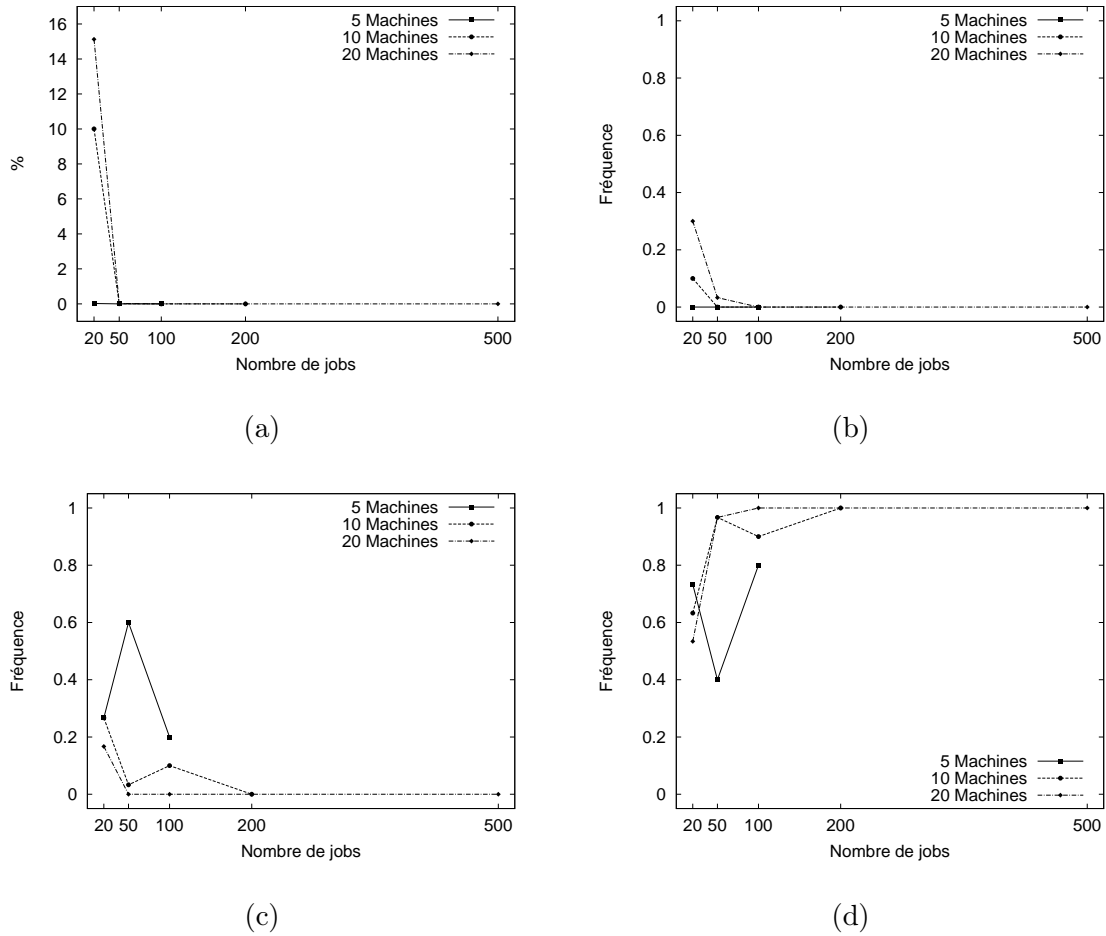 16
14
12
10
8
6
4
2
0
%
5 Machines
10 Machines
20 Machines
20 50 100 200 500
Nombre de jobs
(a)
1
0.8
0.6
0.4
0.2
0
Fréquence
5 Machines
10 Machines
20 Machines
20 50 100 200 500
Nombre de jobs
(b)
1
0.8
0.6
0.4
0.2
0
Fréquence
5 Machines
10 Machines
20 Machines
20 50 100 200 500
Nombre de jobs
(c)
1
0.8
0.6
0.4
0.2
0
Fréquence
5 Machines
10 Machines
20 Machines
20 50 100 200 500
Nombre de jobs
(d)